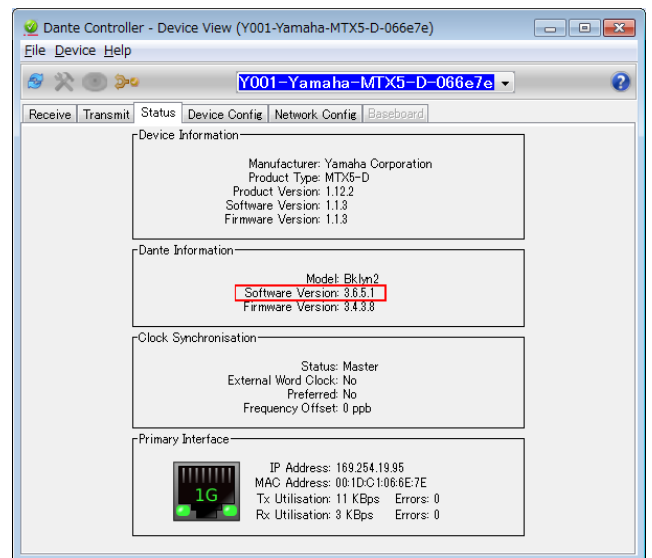 Dante Controller - Device View (Y001-Yamaha-MTX5-D-066e7e)
File Device Help
Y001-Yamaha-MTX5-D-066e7e
Receive Transmit Status Device Config Network Config Baseboard
Device Information
Manufacturer: Yamaha Corporation
Product Type: MTX5-D
Product Version: 1.12.2
Software Version: 1.1.3
Firmware Version: 1.1.3
Dante Information
Model: Bklyn2
Software Version: 3.6.5.1
Firmware Version: 3.4.3.8
Clock Synchronisation
Status: Master
External Word Clock: No
Preferred: No
Frequency Offset: 0 ppb
Primary Interface
1G
IP Address: 169.254.19.95
MAC Address: 00:1D:C1:06:6E:7E
Tx Utilisation: 11 KBps Errors: 0
Rx Utilisation: 3 KBps Errors: 0